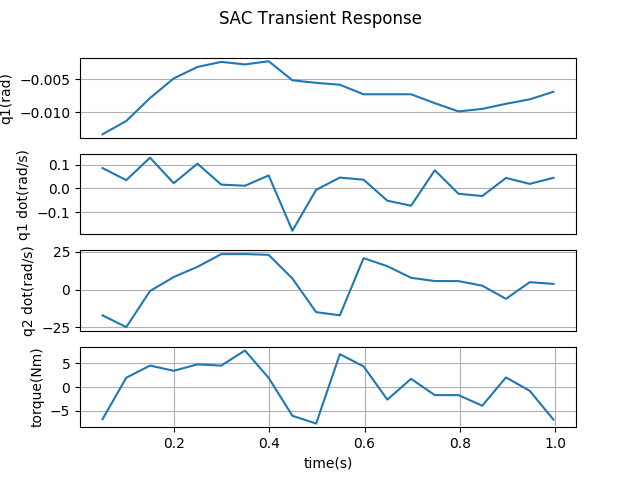 SAC Transient Response
q1(rad)
−0.005
−0.010
q1 dot(rad/s)
0.1
0.0
−0.1
q2 dot(rad/s)
25
0
−25
torque(Nm)
5
0
−5
0.2 0.4 0.6 0.8 1.0
time(s)